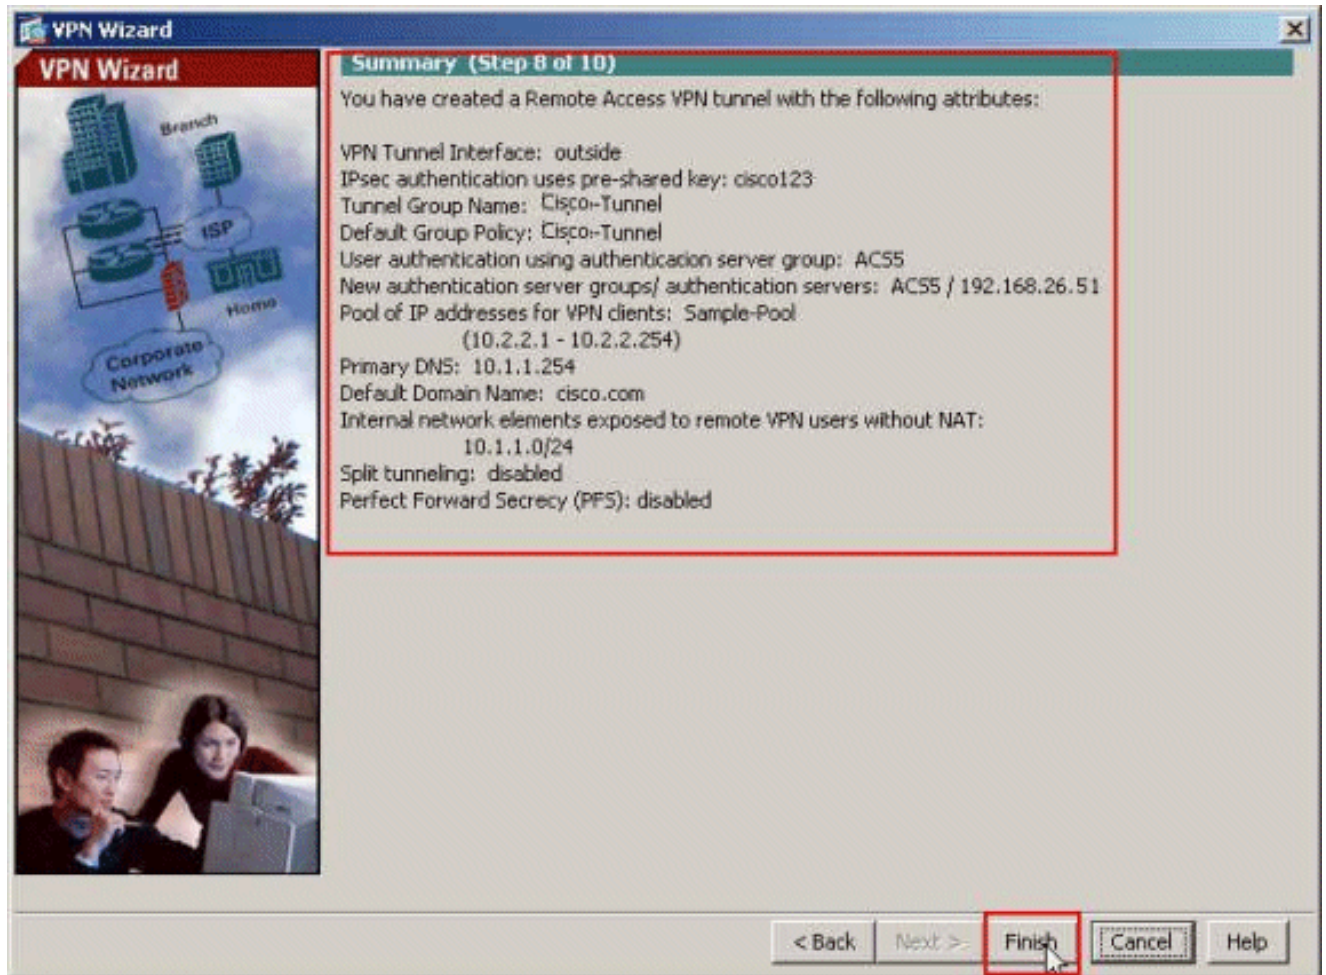 VPN Wizard
VPN Wizard
Branch
ISP
Home
Corporate
Network
Summary (Step 8 of 10)
You have created a Remote Access VPN tunnel with the following attributes:
VPN Tunnel Interface: outside
IPsec authentication uses pre-shared key: cisco123
Tunnel Group Name: Cisco-Tunnel
Default Group Policy: Cisco-Tunnel
User authentication using authentication server group: ACS5
New authentication server groups/ authentication servers: ACS5 / 192.168.26.51
Pool of IP addresses for VPN clients: Sample-Pool
(10.2.2.1 - 10.2.2.254)
Primary DNS: 10.1.1.254
Default Domain Name: cisco.com
Internal network elements exposed to remote VPN users without NAT:
10.1.1.0/24
Split tunneling: disabled
Perfect Forward Secrecy (PFS): disabled
< Back Next > Finish Cancel Help